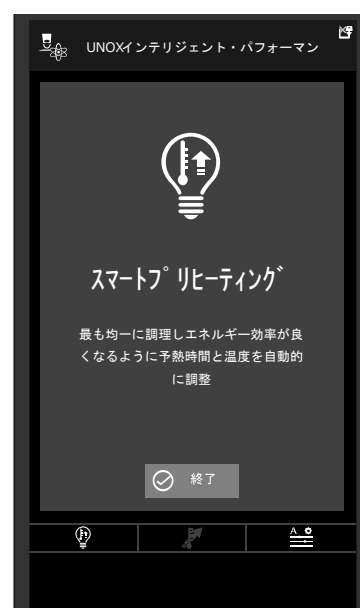 UNOXインテリジェント・パフォーマン
スマートプリヒーティング
最も均一に調理しエネルギー効率が良
くなるように予熱時間と温度を自動的
に調整
終了
A